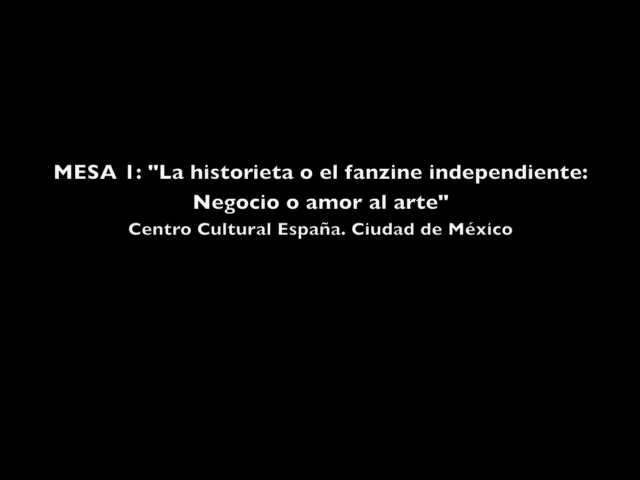 MESA 1: "La historieta o el fanzine independiente:
Negocio o amor al arte"
Centro Cultural España. Ciudad de México